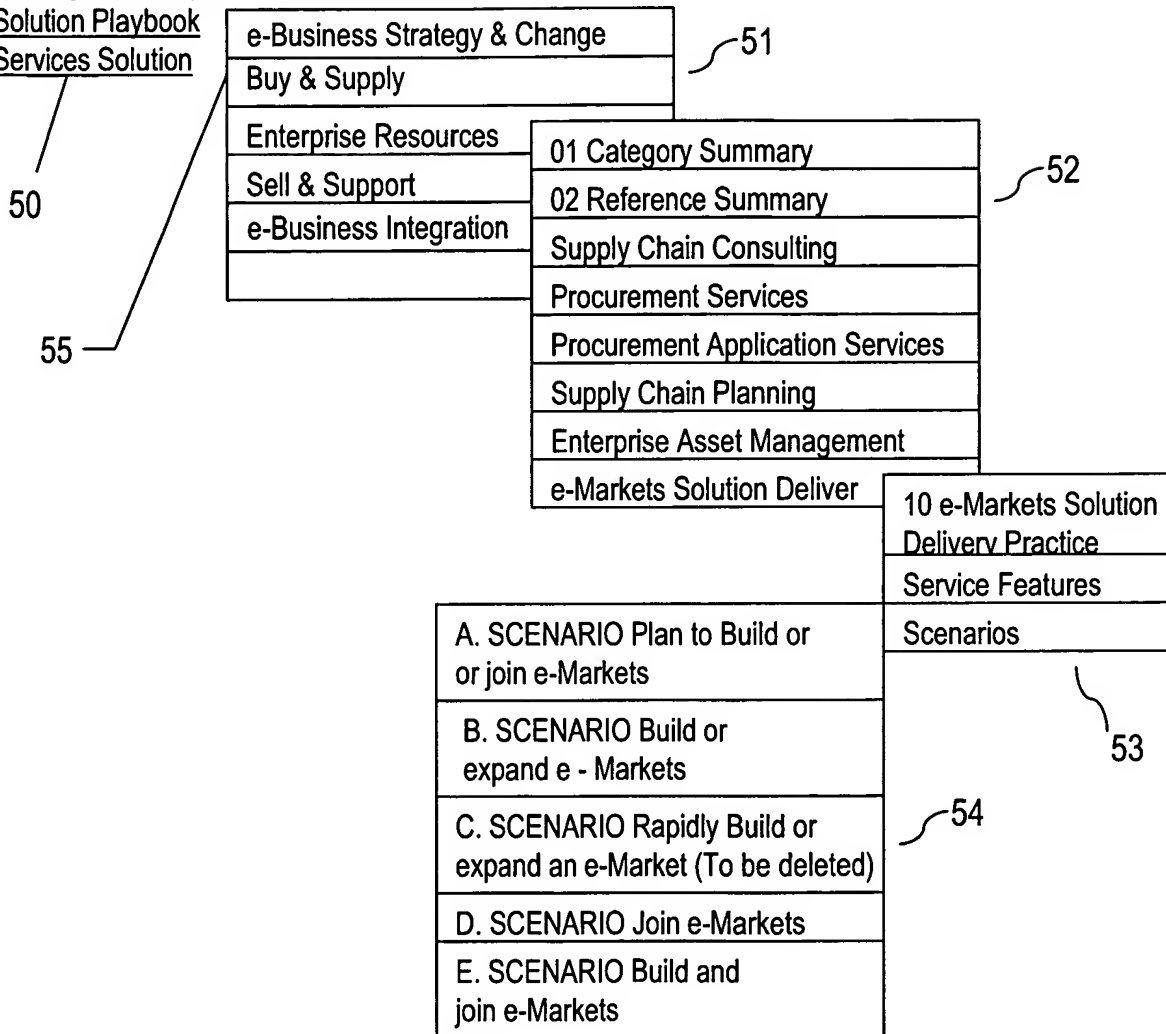 Solution Playbook
Services Solution
50
55
e-Business Strategy & Change
Buy & Supply
Enterprise Resources
Sell & Support
e-Business Integration
51
01 Category Summary
02 Reference Summary
Supply Chain Consulting
Procurement Services
Procurement Application Services
Supply Chain Planning
Enterprise Asset Management
e-Markets Solution Deliver
52
10 e-Markets Solution
Delivery Practice
Service Features
Scenarios
53
A. SCENARIO Plan to Build or
or join e-Markets
B. SCENARIO Build or
expand e - Markets
C. SCENARIO Rapidly Build or
expand an e-Market (To be deleted)
D. SCENARIO Join e-Markets
E. SCENARIO Build and
join e-Markets
54